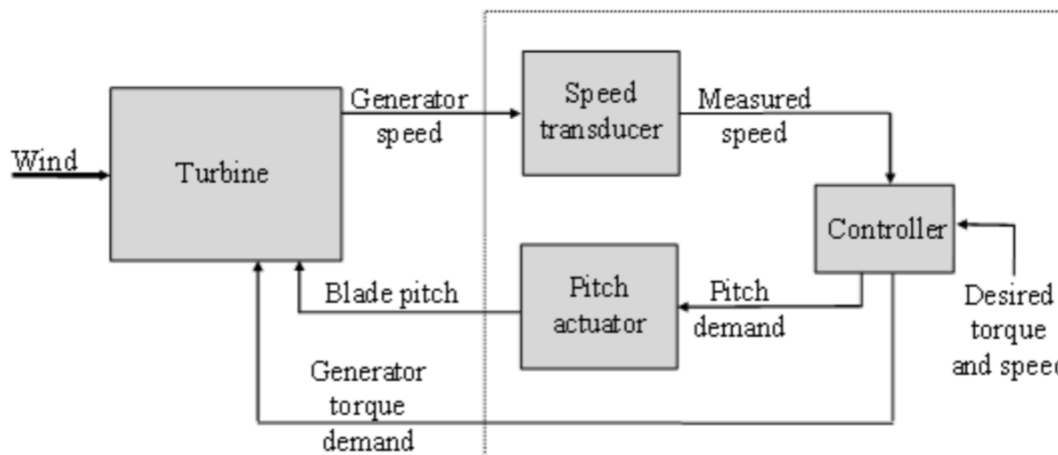 Wind
Turbine
Generator
speed
Speed
transducer
Measured
speed
Controller
Desired
torque
and speed
Pitch
demand
Pitch
actuator
Blade pitch
Generator
torque
demand